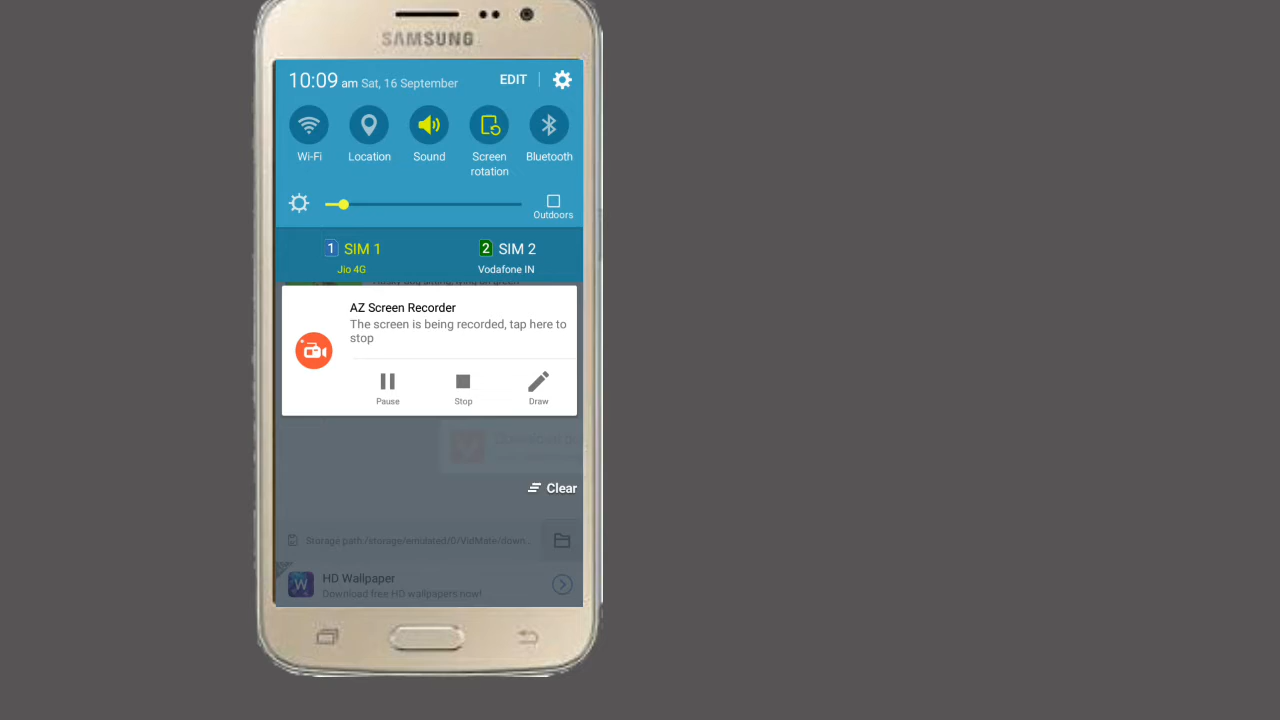 SAMSUNG
10:09 am Sat, 16 September EDIT
Wi-Fi Location Sound Screen rotation Bluetooth
Outdoors
1 SIM 1 2 SIM 2
Jio 4G Vodafone IN
AZ Screen Recorder
The screen is being recorded, tap here to
stop
Pause Stop Draw
Clear
Storage path:/storage/emulated/0/VidMate/down...
W HD Wallpaper
Download free HD wallpapers now!